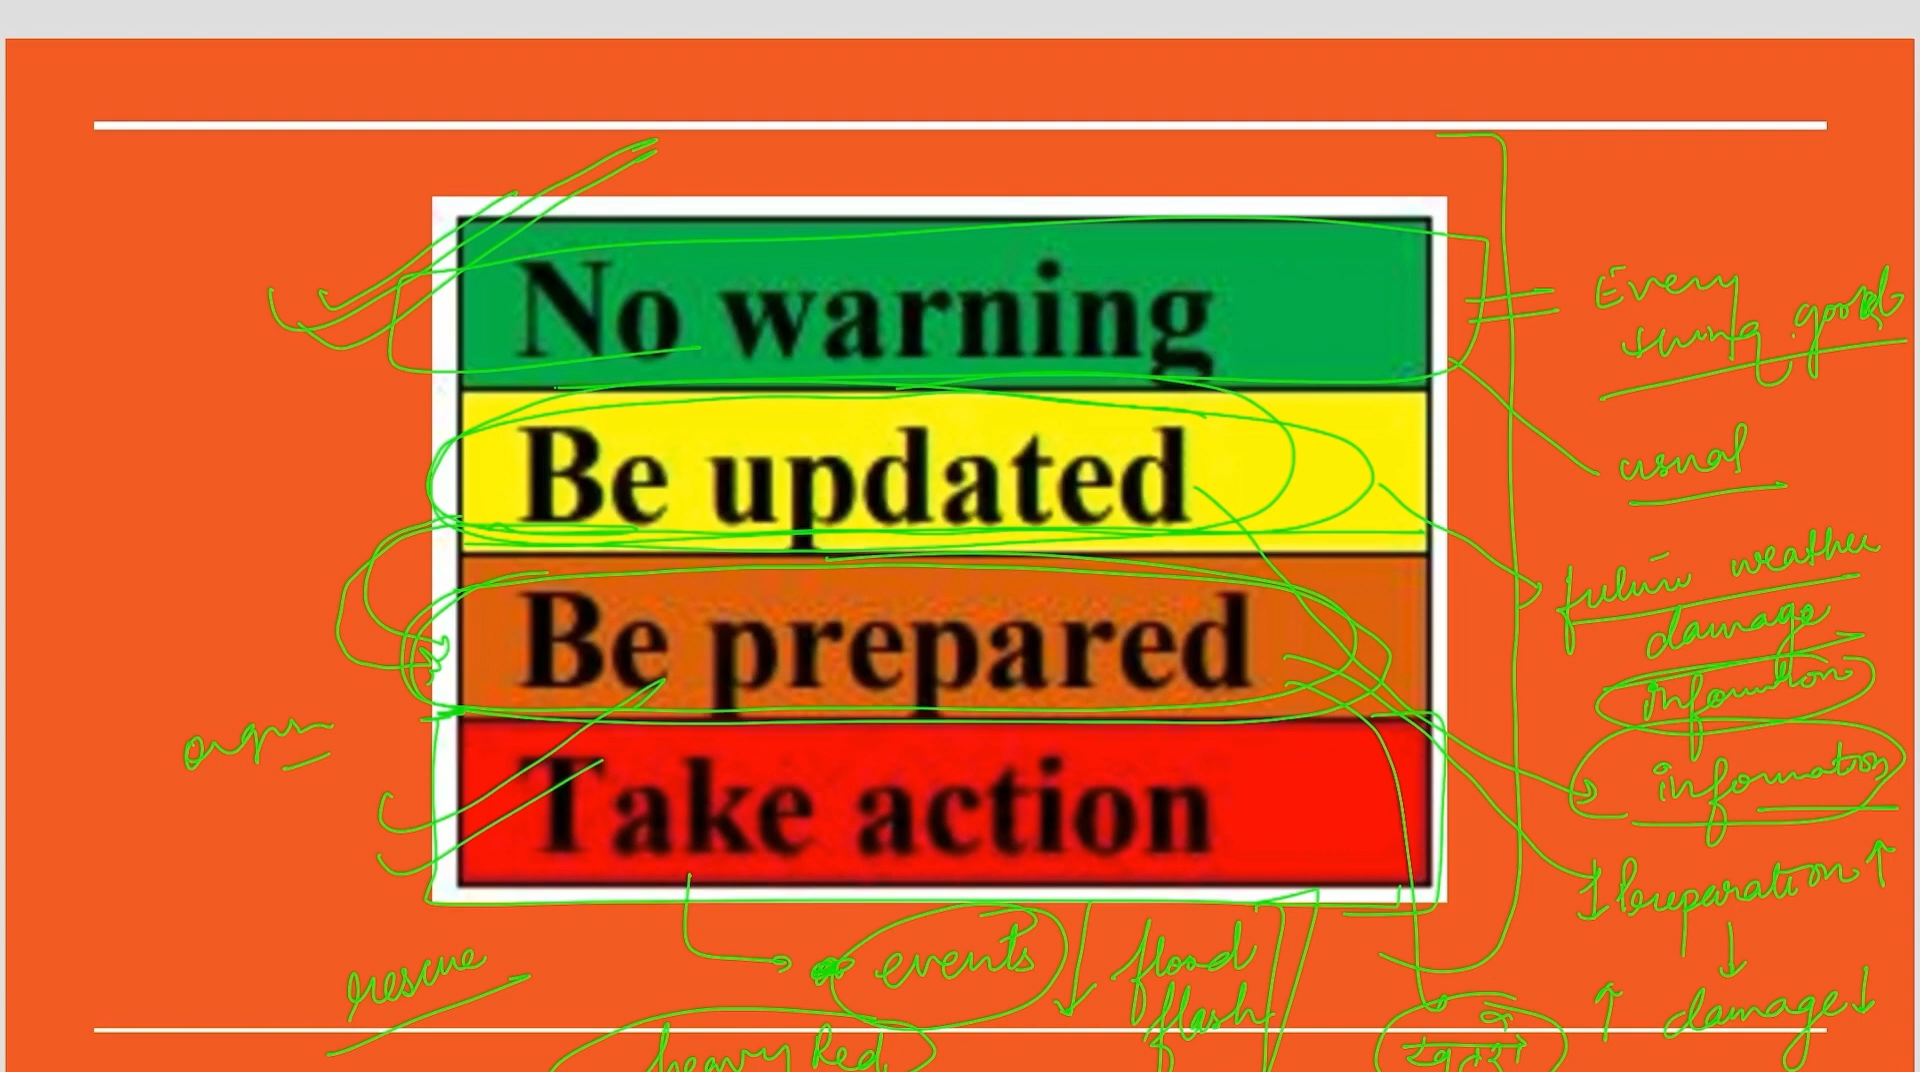 No warning
Be updated
Be prepared
Take action
Every
thing good
usual
future weather
damage
information
information
Preparation ↑
↓
damage ↓
rescue
events
flood
flash
heavy Red